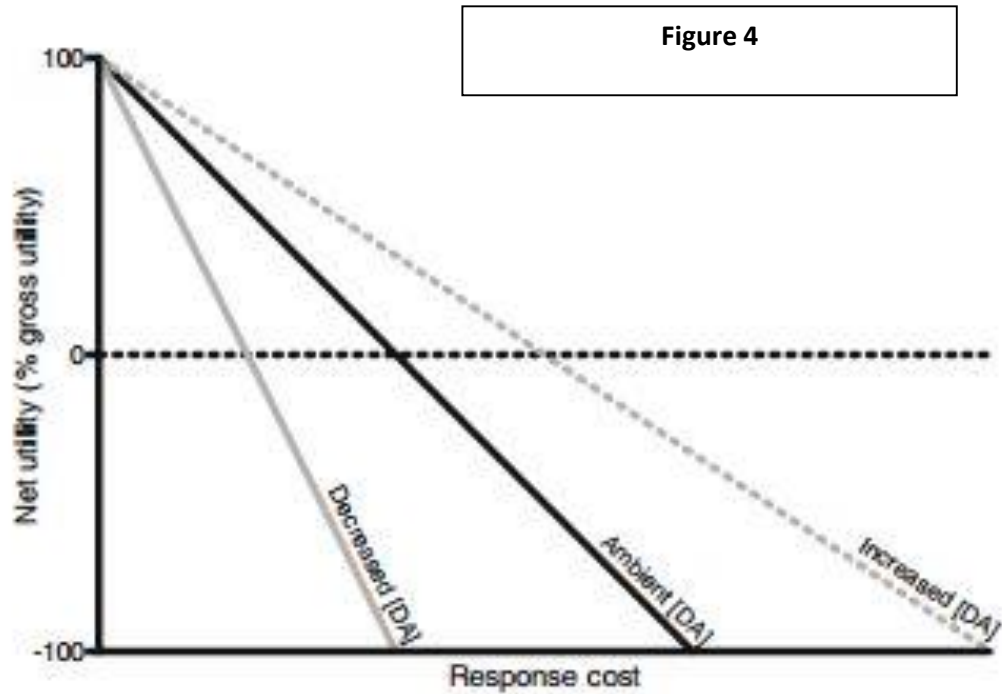 Figure 4
100
0
-100
Net utility (% gross utility)
Decreased [DA]
Ambient [DA]
Increased [DA]
Response cost